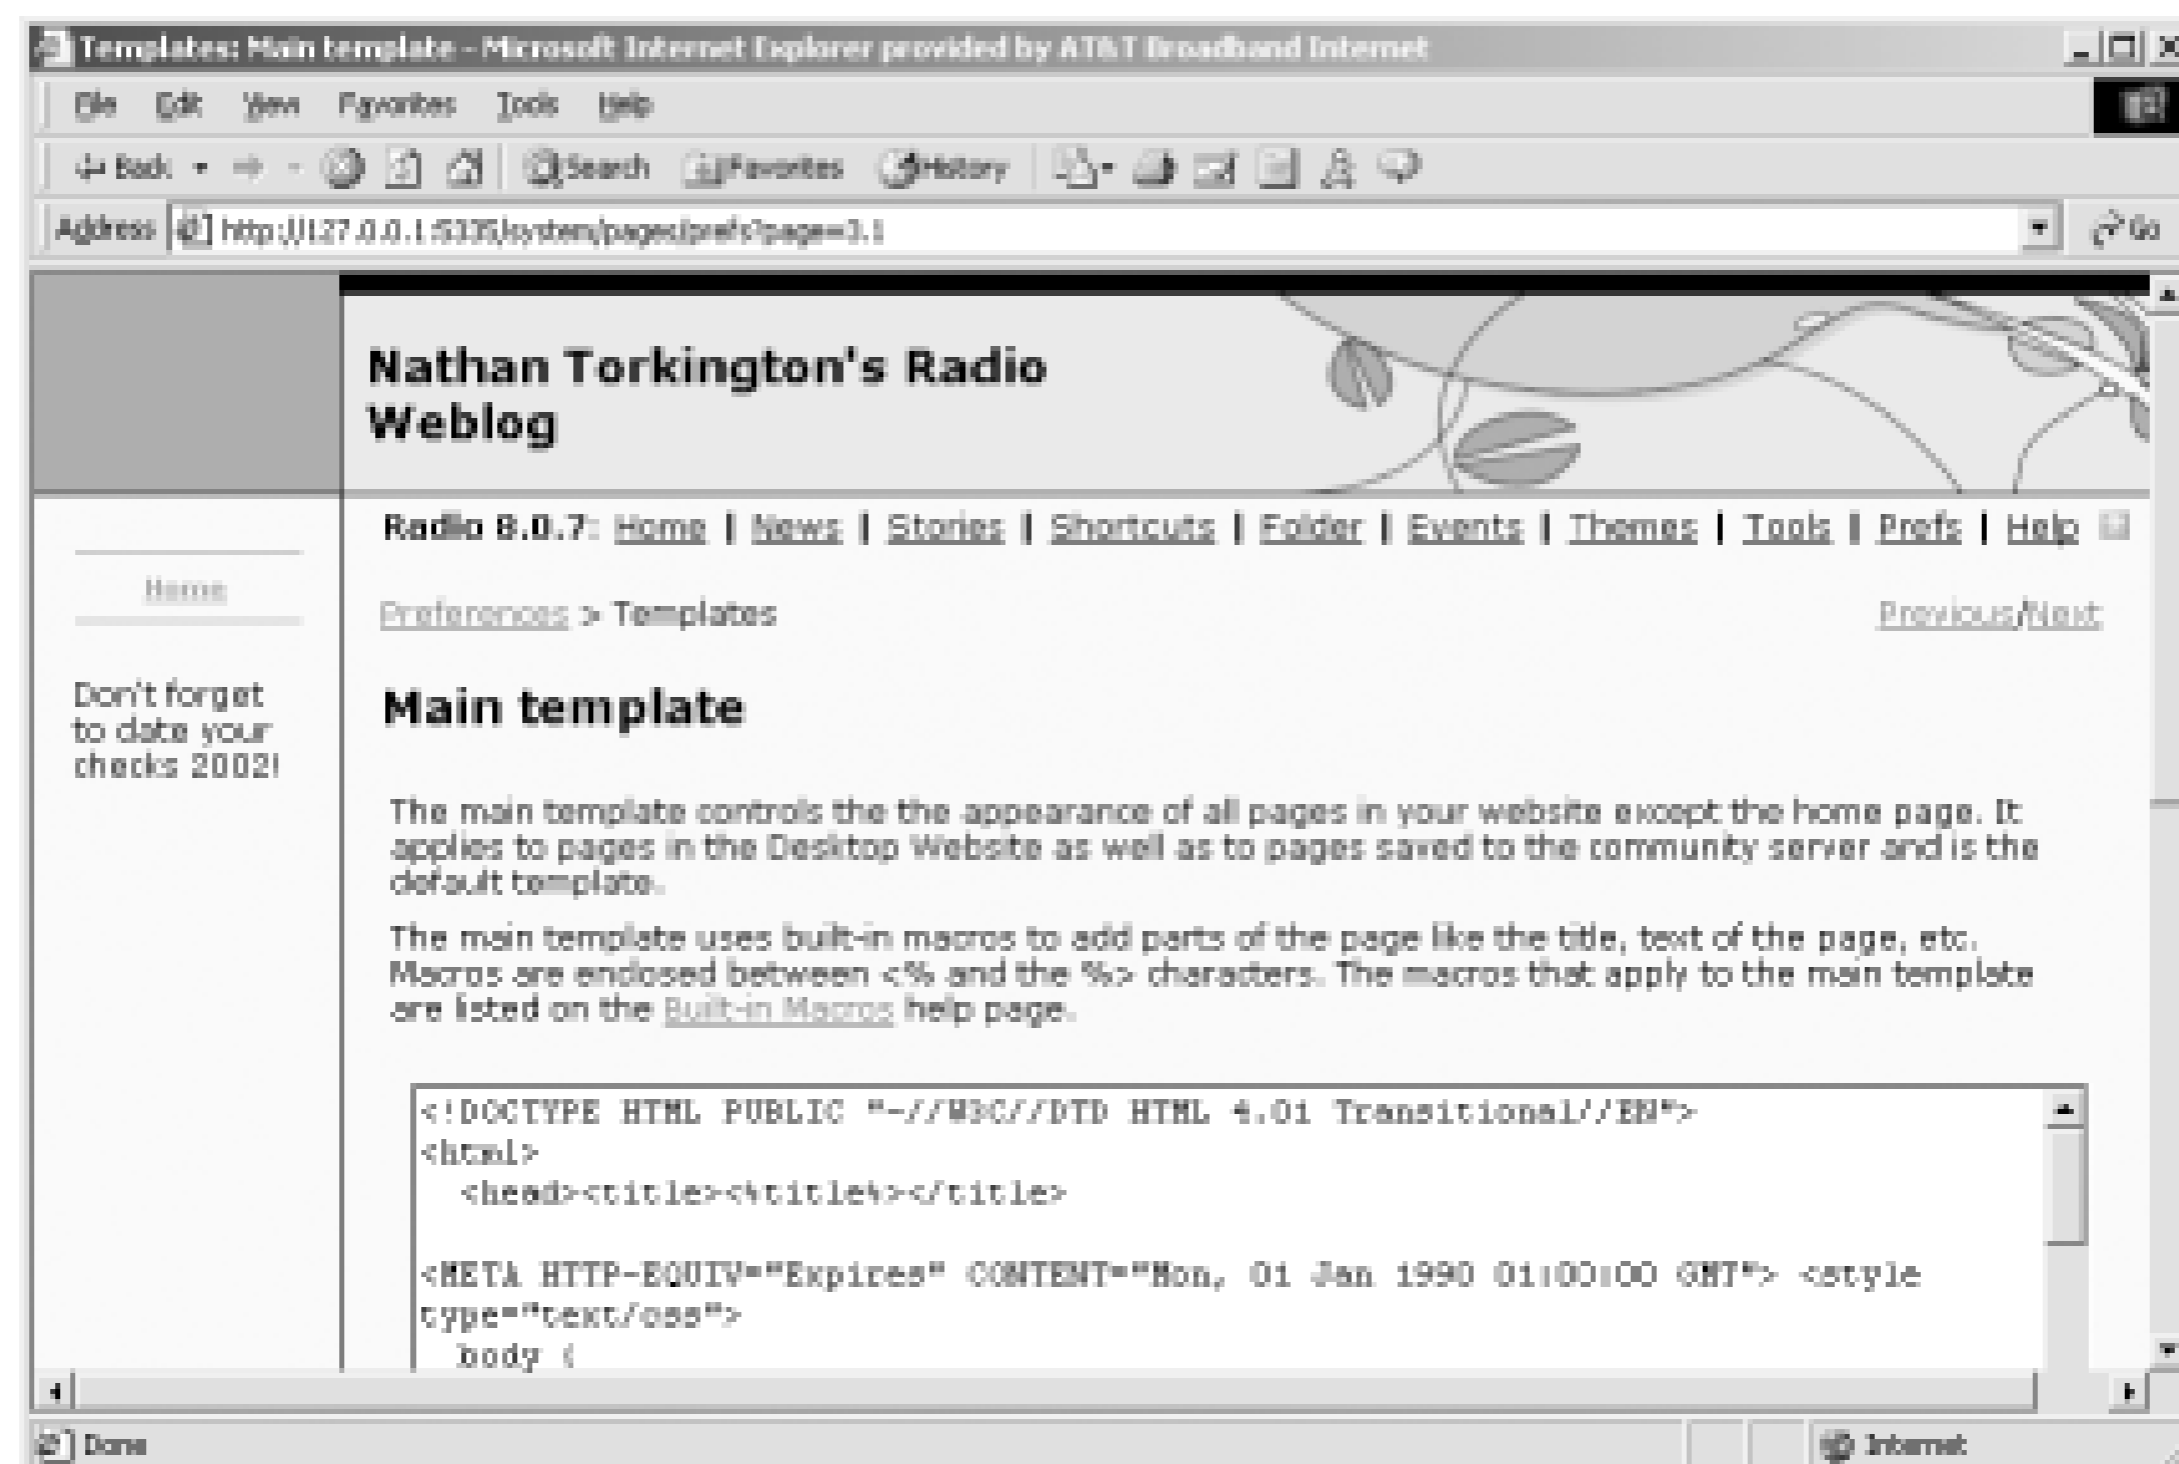 Templates: Main template - Microsoft Internet Explorer provided by AT&T Broadband Internet
File Edit View Favorites Tools Help
Back Search Favorites History
Address http://127.0.0.1:5335/system/pages/prefs?page=3.1 Go
Nathan Torkington's Radio
Weblog
Radio 8.0.7: Home | News | Stories | Shortcuts | Folder | Events | Themes | Tools | Prefs | Help
Home
Preferences > Templates Previous/Next
Don't forget
to date your
checks 2002!
Main template
The main template controls the the appearance of all pages in your website except the home page. It
applies to pages in the Desktop Website as well as to pages saved to the community server and is the
default template.
The main template uses built-in macros to add parts of the page like the title, text of the page, etc.
Macros are enclosed between <% and the %> characters. The macros that apply to the main template
are listed on the Built-in Macros help page.
<!DOCTYPE HTML PUBLIC "-//W3C//DTD HTML 4.01 Transitional//EN">
<html>
<head><title><%title%></title>
<META HTTP-EQUIV="Expires" CONTENT="Mon, 01 Jan 1990 01:00:00 GMT"> <style
type="text/css">
body {
Done Internet